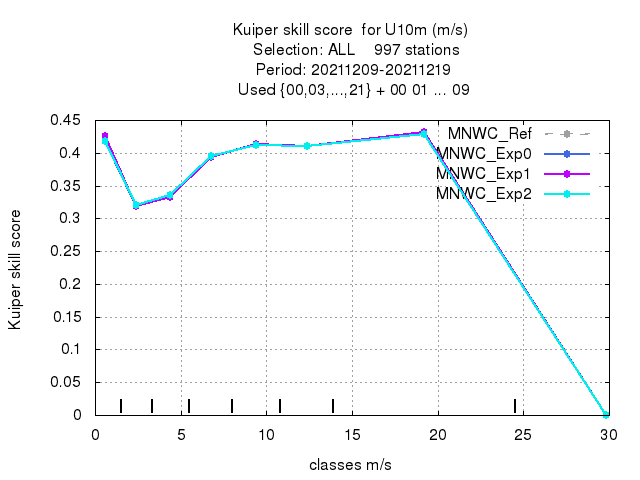 Kuiper skill score for U10m (m/s)
Selection: ALL 997 stations
Period: 20211209-20211219
Used {00,03,...,21} + 00 01 ... 09
0.45
0.4
0.35
0.3
0.25
0.2
0.15
0.1
0.05
0
Kuiper skill score
MNWC_Ref
MNWC_Exp0
MNWC_Exp1
MNWC_Exp2
0 5 10 15 20 25 30
classes m/s